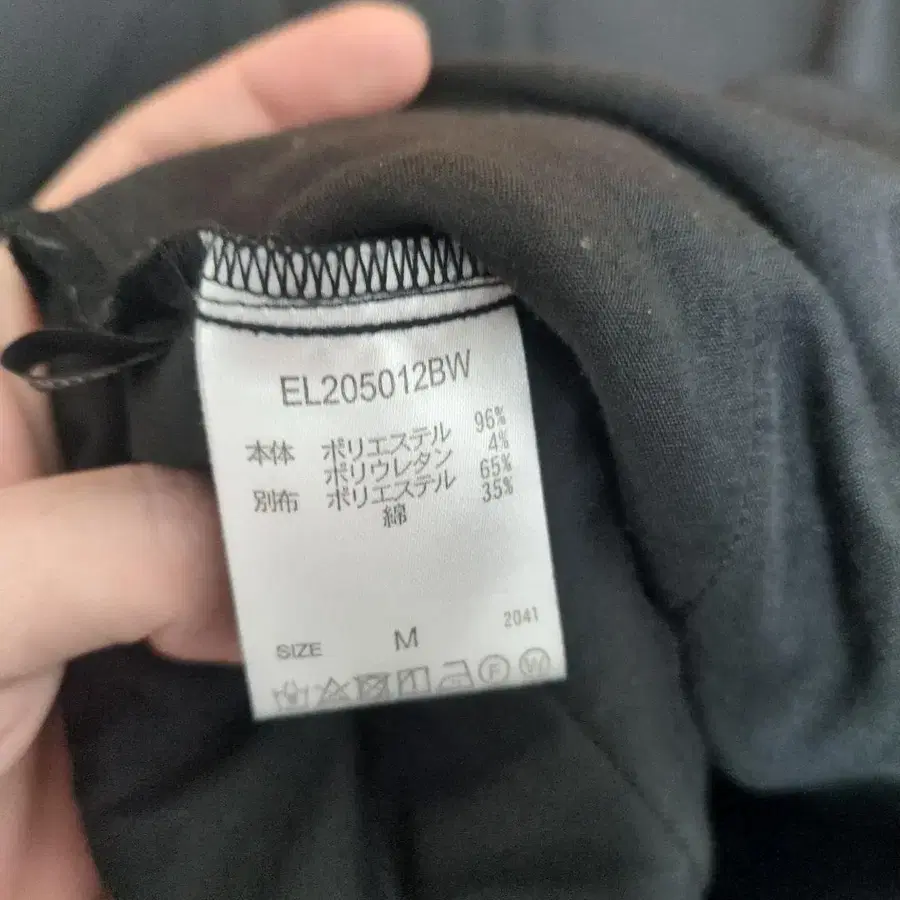 EL205012BW
本体 ポリエステル 96%
ポリウレタン 4%
別布 ポリエステル 65%
綿 35%
2041
SIZE M
F W